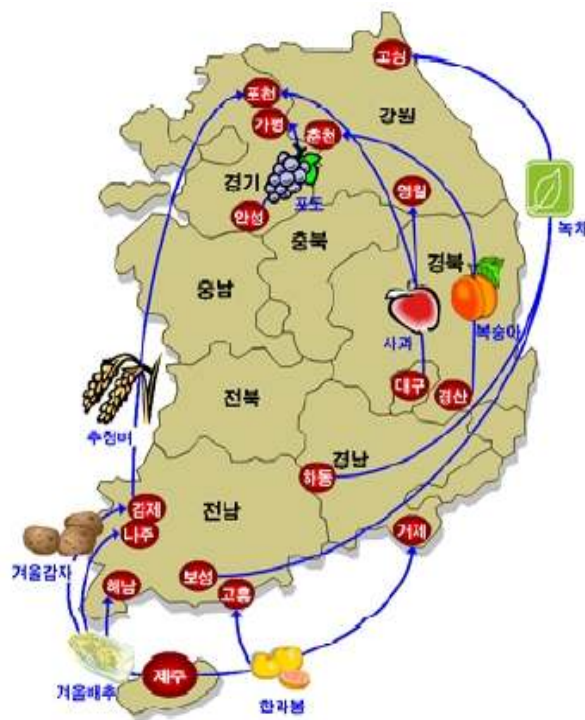 고성
포천
강원
가평
춘천
경기
포도
영월
안성
충북
녹차
경북
충남
사과
복숭아
대구
경산
전북
추청벼
경남
하동
김제
전남
나주
거제
겨울감자
해남
보성
고흥
제주
겨울배추
한라봉